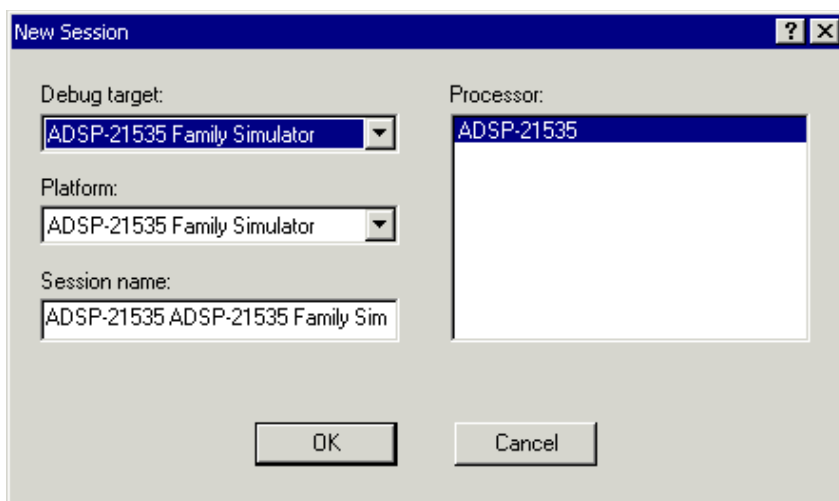 New Session
Debug target:
ADSP-21535 Family Simulator
Platform:
ADSP-21535 Family Simulator
Session name:
ADSP-21535 ADSP-21535 Family Sim
Processor:
ADSP-21535
OK
Cancel